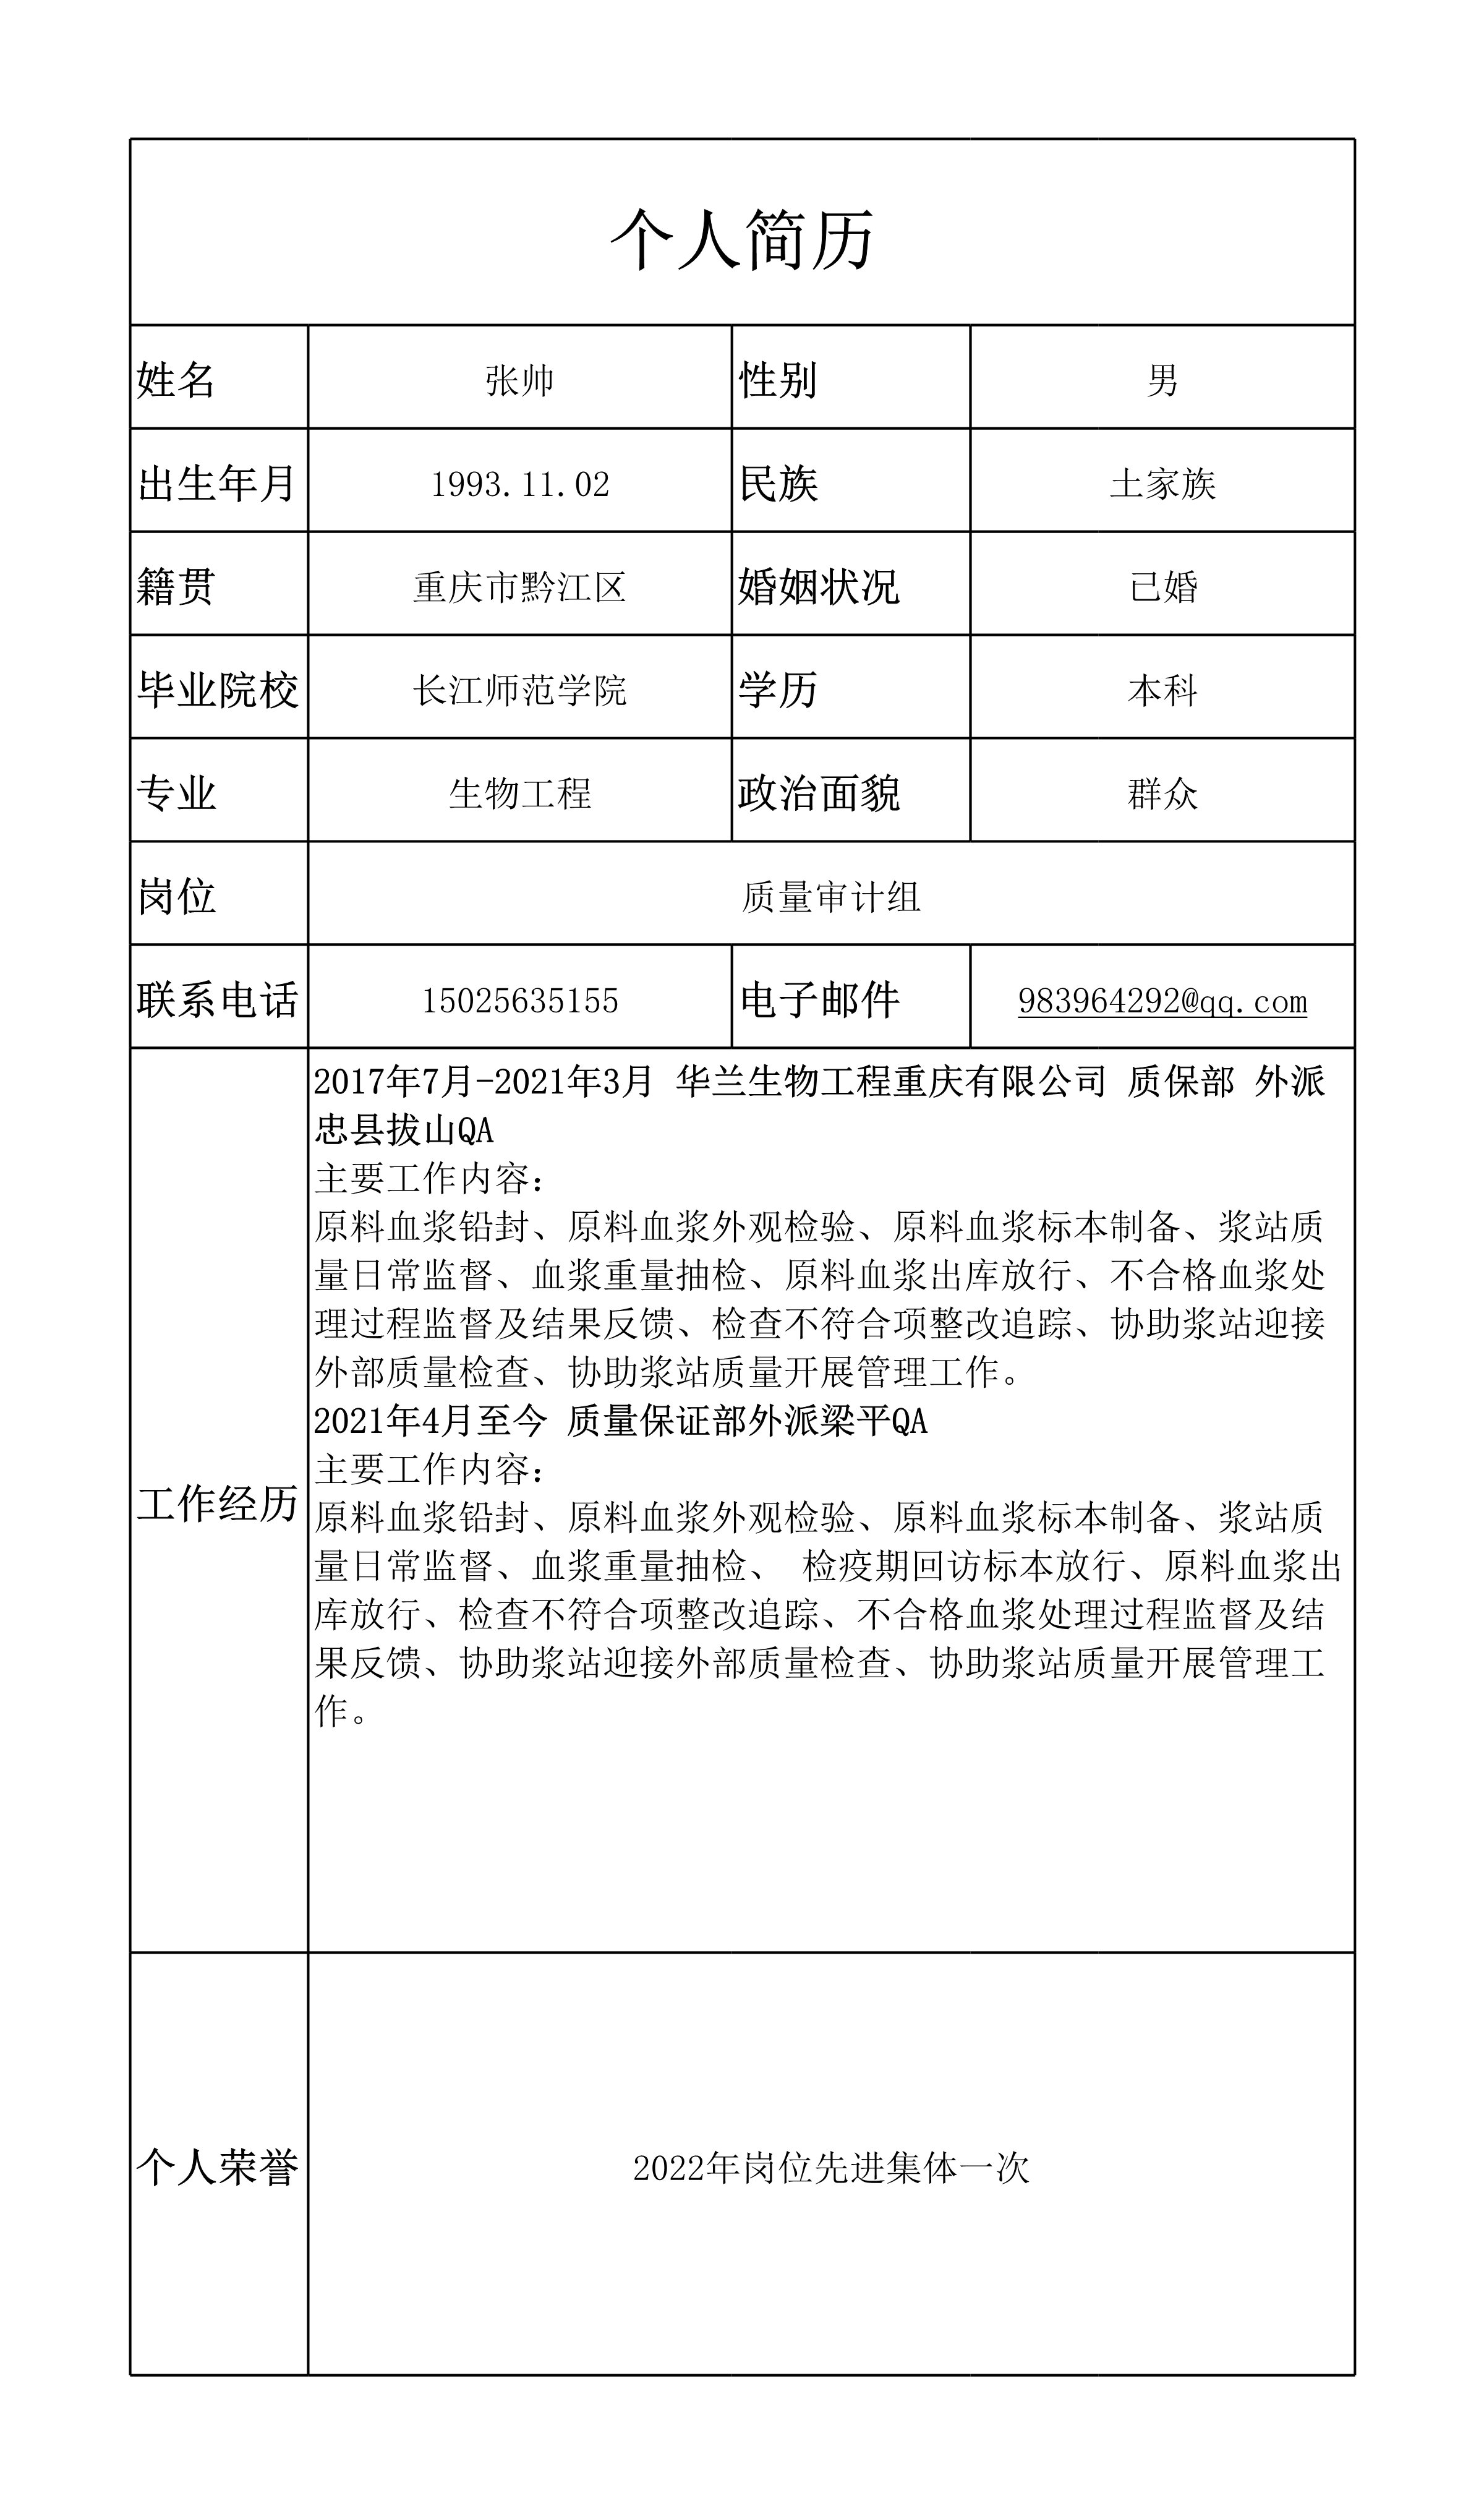 个人简历
姓名 张帅 性别 男
出生年月 1993.11.02 民族 土家族
籍贯 重庆市黔江区 婚姻状况 已婚
毕业院校 长江师范学院 学历 本科
专业 生物工程 政治面貌 群众
岗位 质量审计组
联系电话 15025635155 电子邮件 983964292@qq.com
工作经历
2017年7月-2021年3月 华兰生物工程重庆有限公司 质保部 外派
忠县拔山QA
主要工作内容：
原料血浆铅封、原料血浆外观检验、原料血浆标本制备、浆站质
量日常监督、血浆重量抽检、原料血浆出库放行、不合格血浆处
理过程监督及结果反馈、检查不符合项整改追踪、协助浆站迎接
外部质量检查、协助浆站质量开展管理工作。
2021年4月至今 质量保证部外派梁平QA
主要工作内容：
原料血浆铅封、原料血浆外观检验、原料血浆标本制备、浆站质
量日常监督、血浆重量抽检、 检疫期回访标本放行、原料血浆出
库放行、检查不符合项整改追踪、不合格血浆处理过程监督及结
果反馈、协助浆站迎接外部质量检查、协助浆站质量开展管理工
作。
个人荣誉 2022年岗位先进集体一次